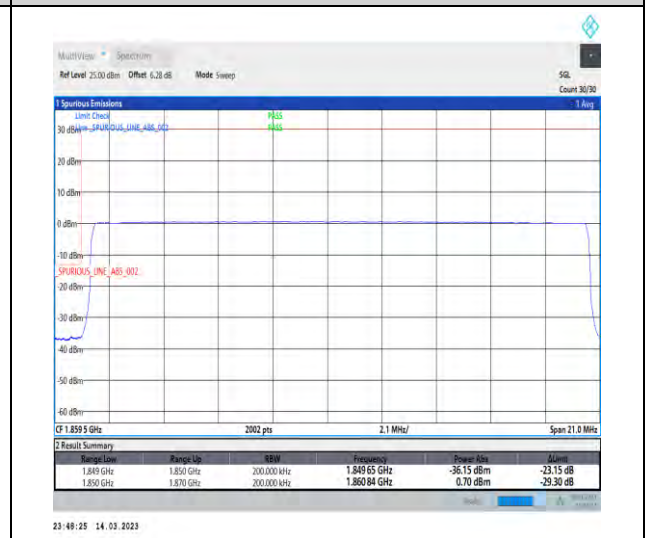 MultiView Spectrum
Ref Level 25.00 dBm Offset 6.28 dB Mode Sweep SGL
Count 30/30
1 Spurious Emissions 1 Avg
Limit Check PASS
30 dBm Line _SPURIOUS_LINE_ABS_002 PASS
20 dBm
10 dBm
0 dBm
-10 dBm
_SPURIOUS_LINE_ABS_002
-20 dBm
-30 dBm
-40 dBm
-50 dBm
-60 dBm
CF 1.859 5 GHz 2002 pts 2.1 MHz/ Span 21.0 MHz
2 Result Summary
Range Low Range Up RBW Frequency Power Abs ΔLimit
1.849 GHz 1.850 GHz 200.000 kHz 1.849 65 GHz -36.15 dBm -23.15 dB
1.850 GHz 1.870 GHz 200.000 kHz 1.860 84 GHz 0.70 dBm -29.30 dB
23:48:25 14.03.2023